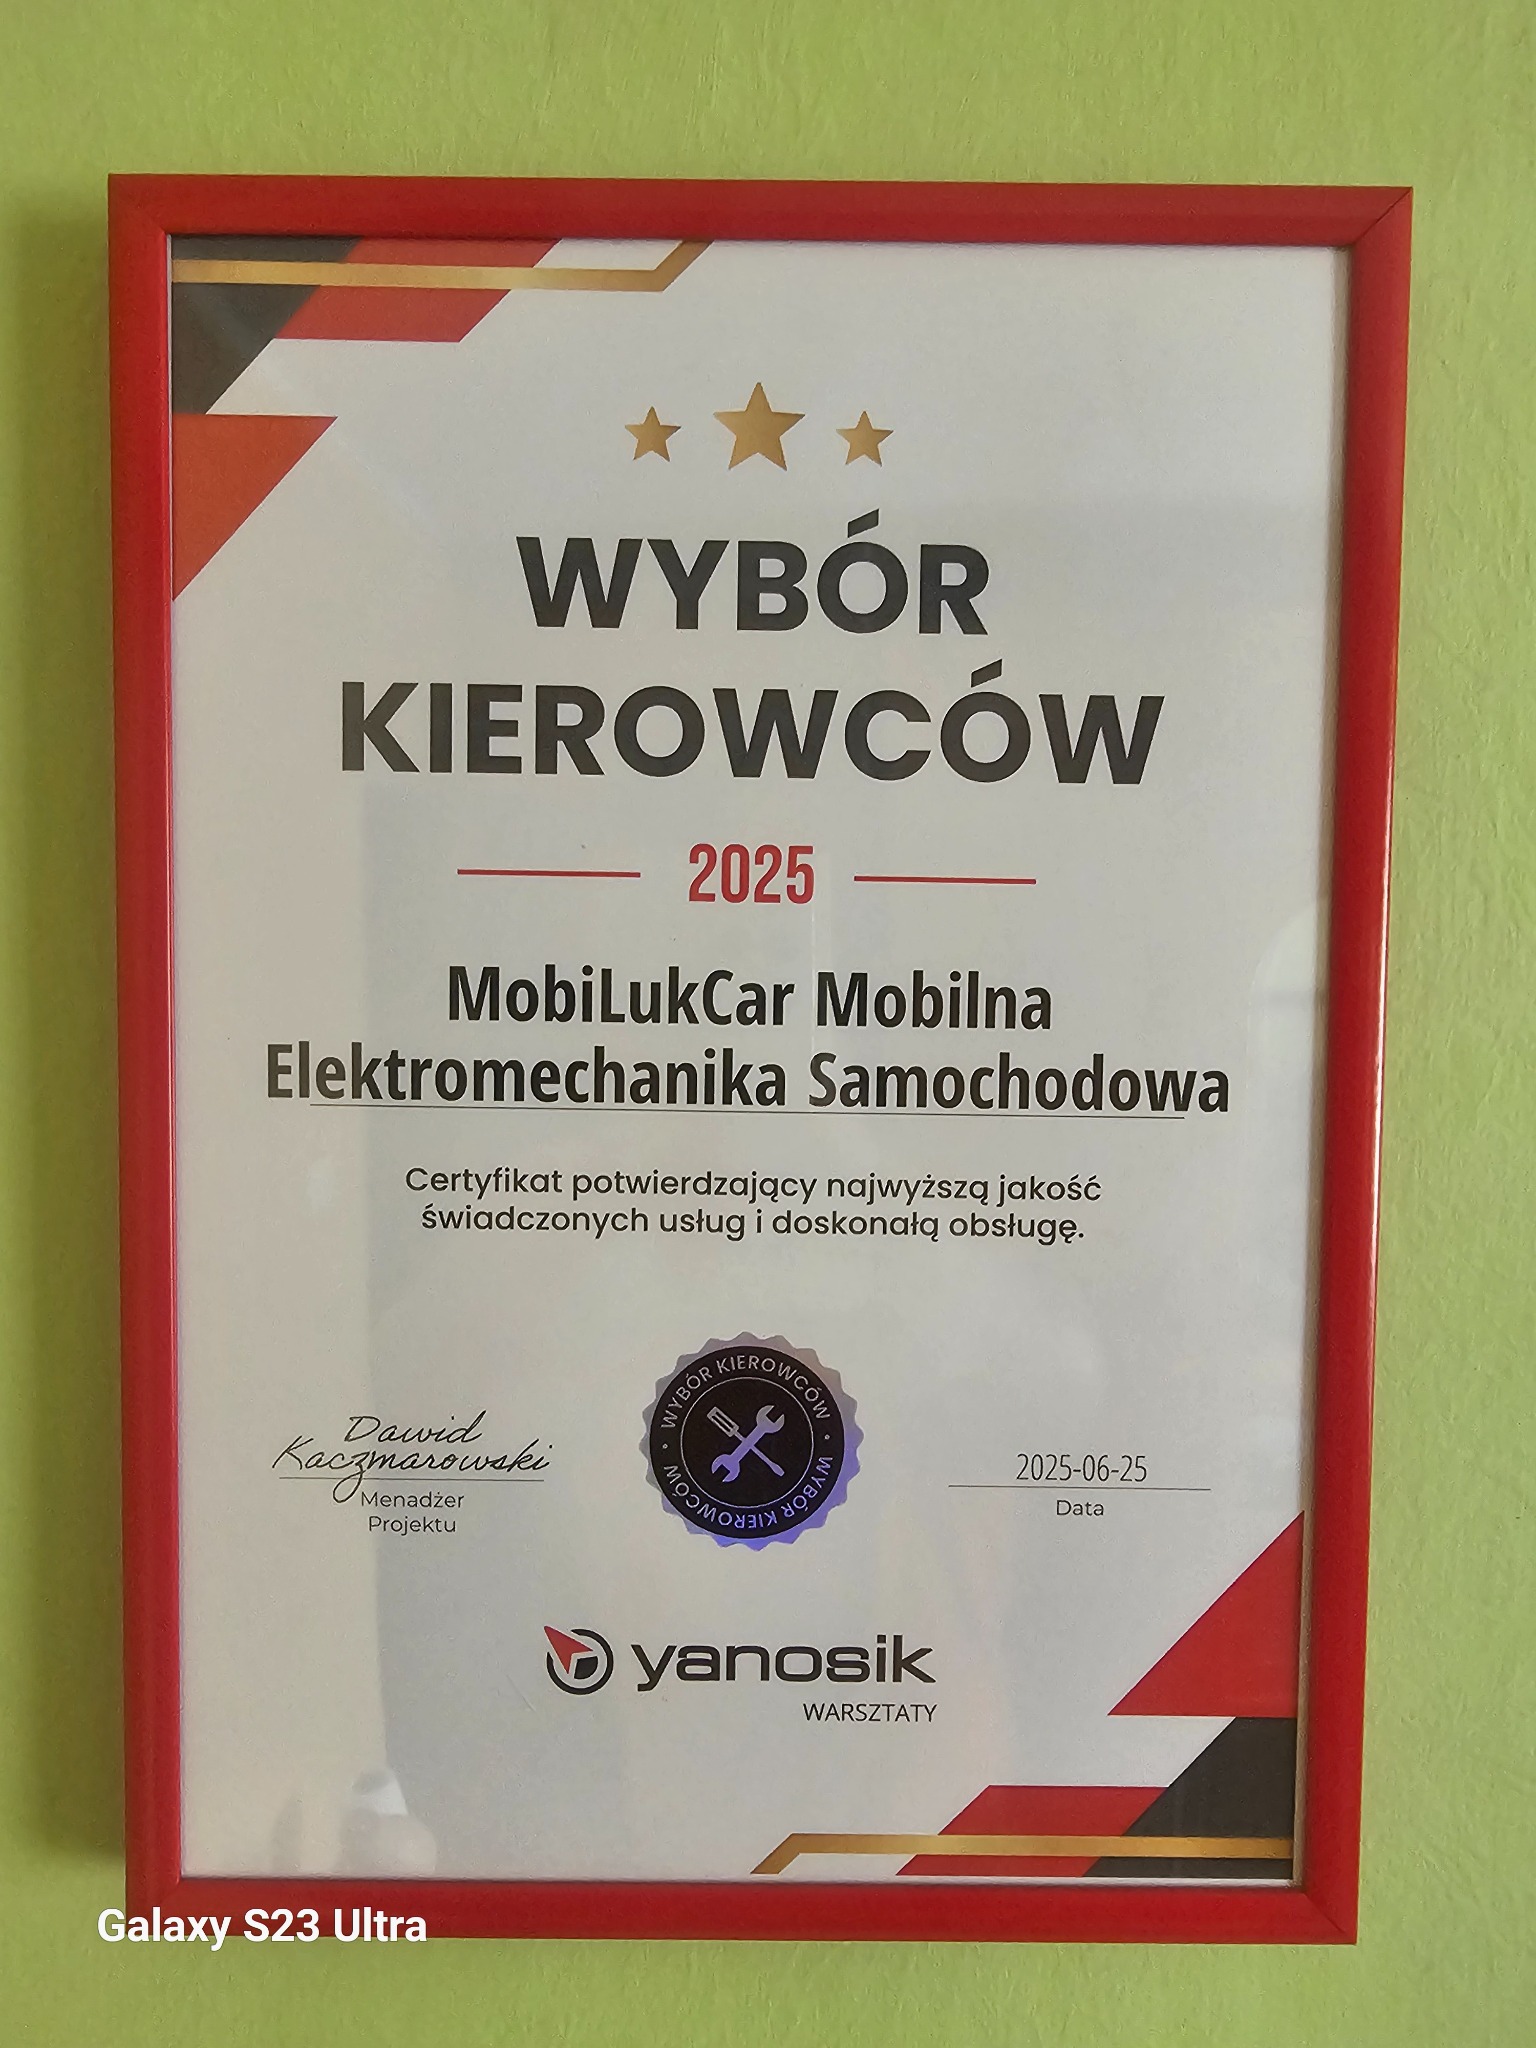 WYBÓR
KIEROWCÓW
2025
MobiLukCar Mobilna
Elektromechanika Samochodowa
Certyfikat potwierdzający najwyższą jakość
świadczonych usług i doskonałą obsługę.
Dawid
Kaczmarowski
Menadżer
Projektu
WYBÓR KIEROWCÓW • WYBÓR KIEROWCÓW •
2025-06-25
Data
yanosik
WARSZTATY
Galaxy S23 Ultra